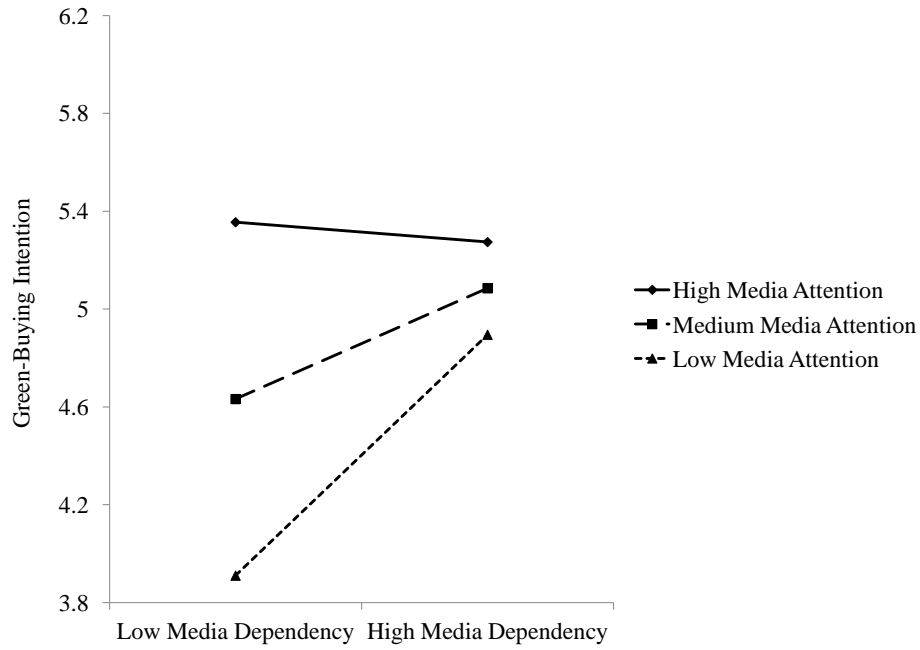 6.2
5.8
5.4
5
4.6
4.2
3.8
Green-Buying Intention
Low Media Dependency
High Media Dependency
High Media Attention
Medium Media Attention
Low Media Attention